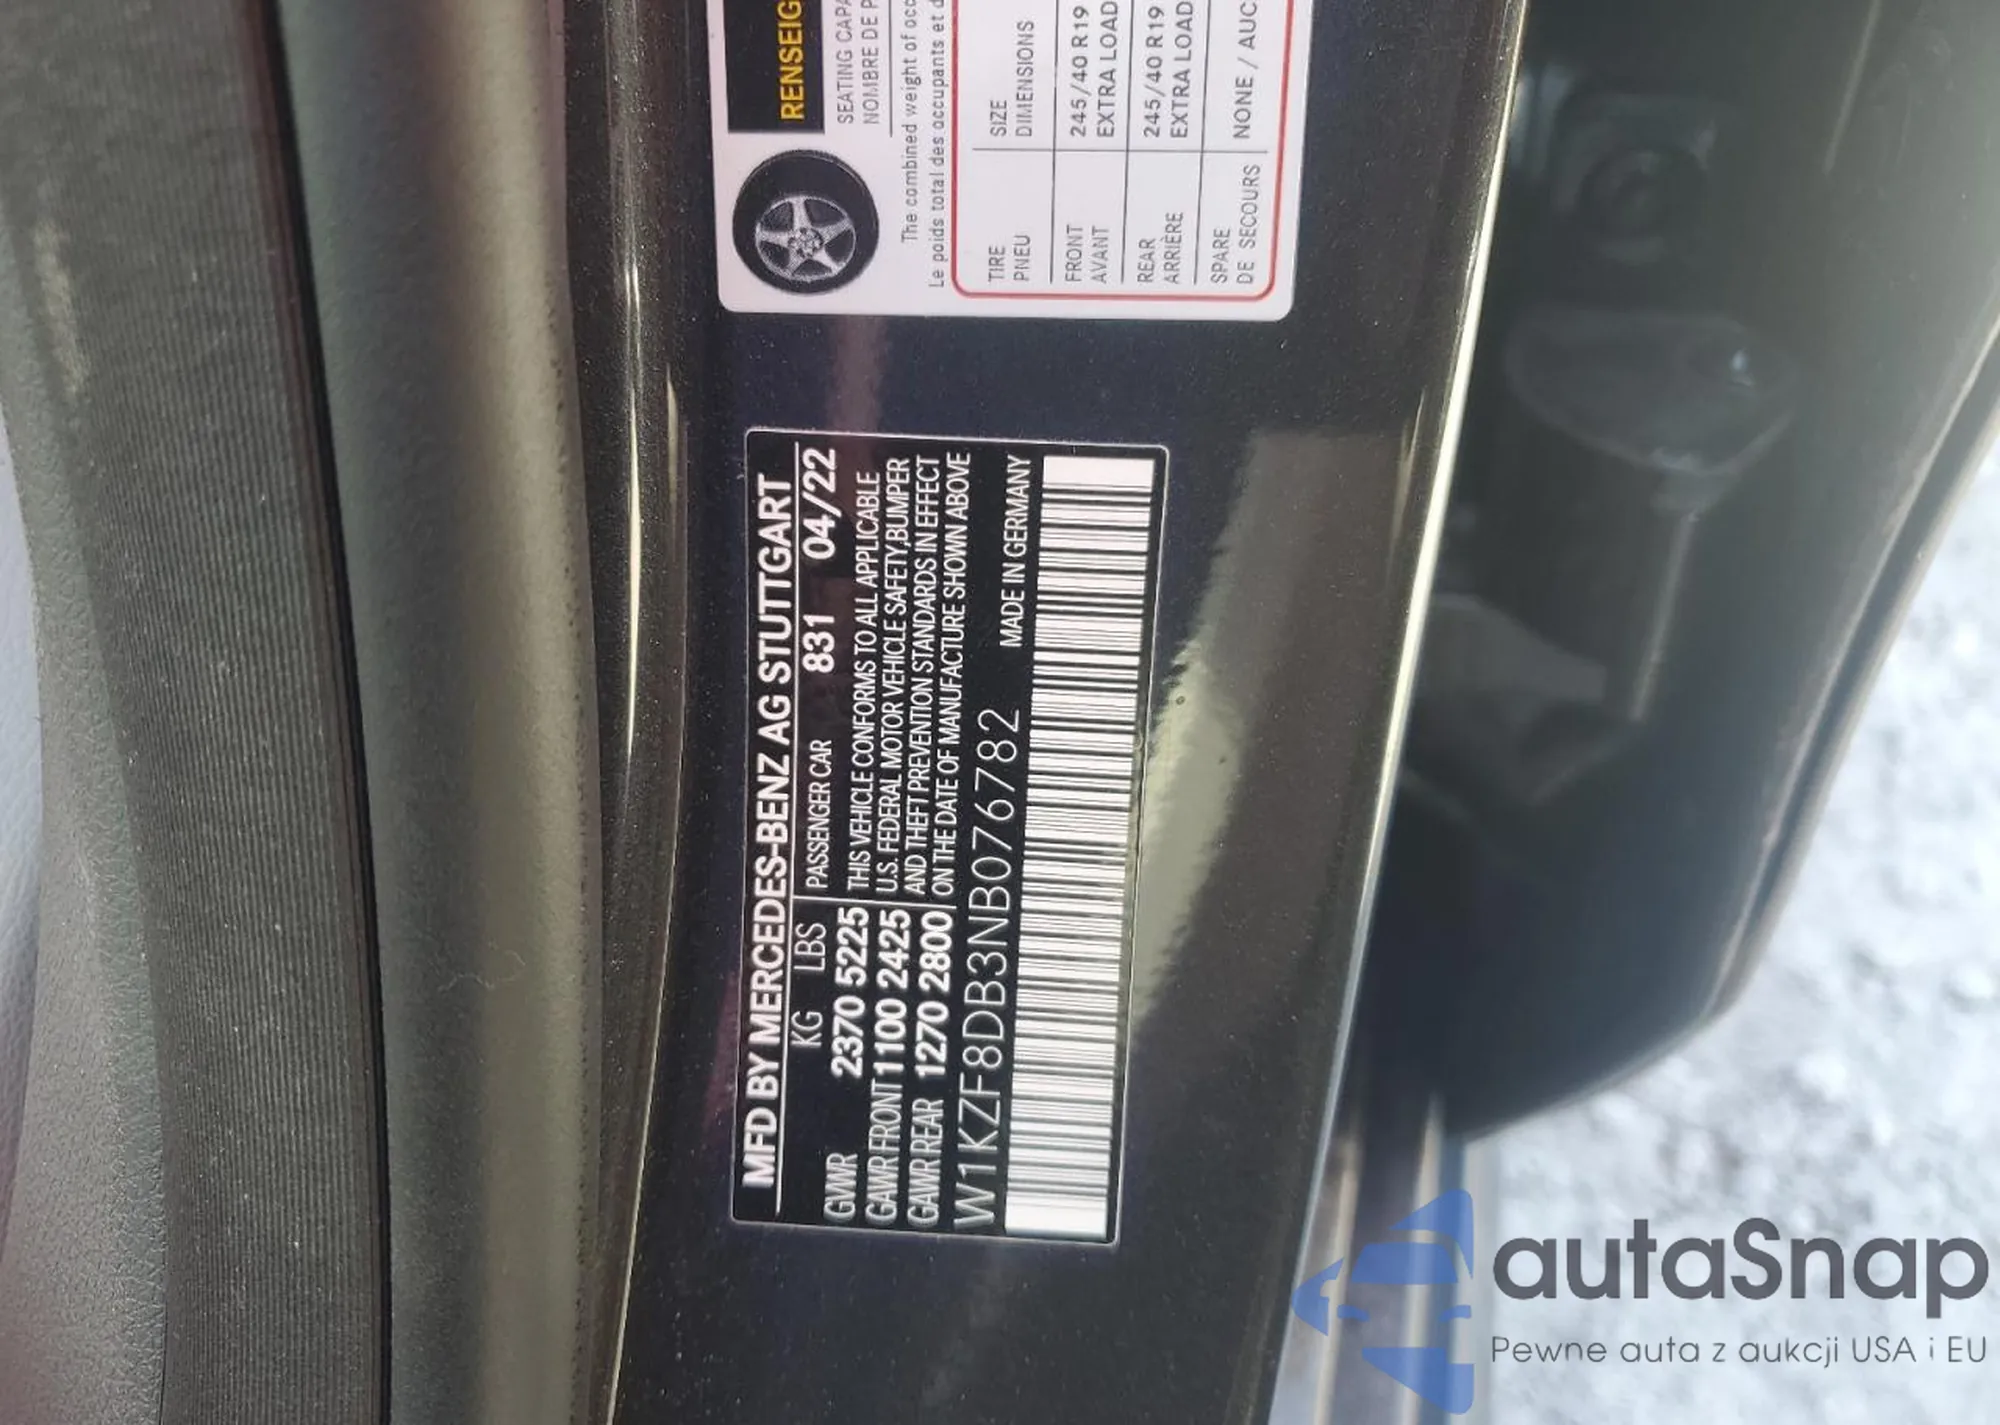 RENSEIG
SEATING CAPA
NOMBRE DE P
The combined weight of occ
Le poids total des occupants et d
TIRE
PNEU
SIZE
DIMENSIONS
FRONT
AVANT
245/40 R19
EXTRA LOAD
REAR
ARRIÈRE
245/40 R19
EXTRA LOAD
SPARE
DE SECOURS
NONE / AUC
MFD BY MERCEDES-BENZ AG STUTTGART
KG LBS PASSENGER CAR 831 04/22
GVWR 2370 5225 THIS VEHICLE CONFORMS TO ALL APPLICABLE
GAWR FRONT 1100 2425 U.S. FEDERAL MOTOR VEHICLE SAFETY,BUMPER
GAWR REAR 1270 2800 AND THEFT PREVENTION STANDARDS IN EFFECT
ON THE DATE OF MANUFACTURE SHOWN ABOVE
W1KZF8DB3NB076782 MADE IN GERMANY
autaSnap
Pewne auta z aukcji USA i EU